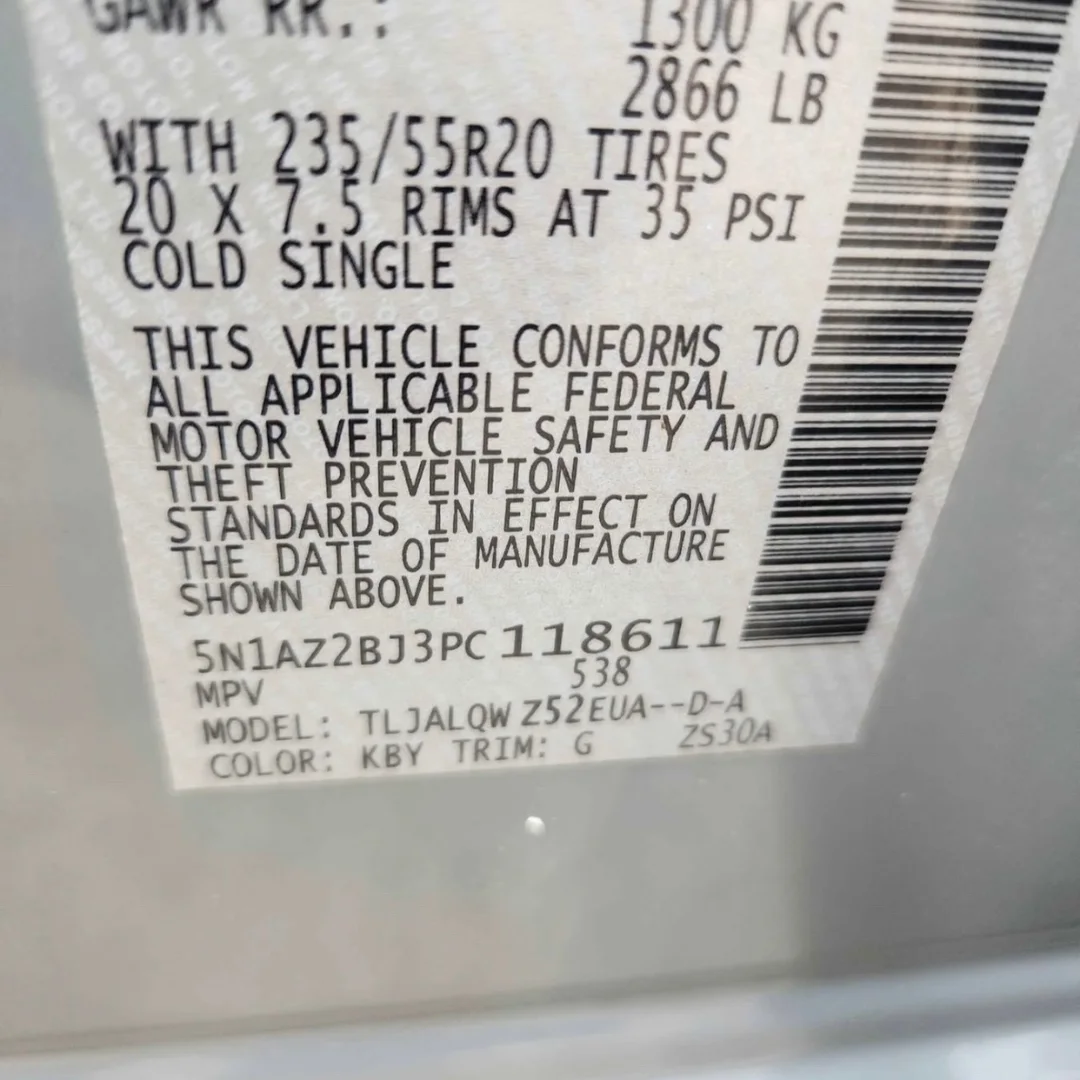 GAWR RR.:
1300 KG
2866 LB
WITH 235/55R20 TIRES
20 X 7.5 RIMS AT 35 PSI
COLD SINGLE
THIS VEHICLE CONFORMS TO
ALL APPLICABLE FEDERAL
MOTOR VEHICLE SAFETY AND
THEFT PREVENTION
STANDARDS IN EFFECT ON
THE DATE OF MANUFACTURE
SHOWN ABOVE.
5N1AZ2BJ3PC118611
MPV 538
MODEL: TLJALQW Z52EUA--D-A
COLOR: KBY TRIM: G ZS30A